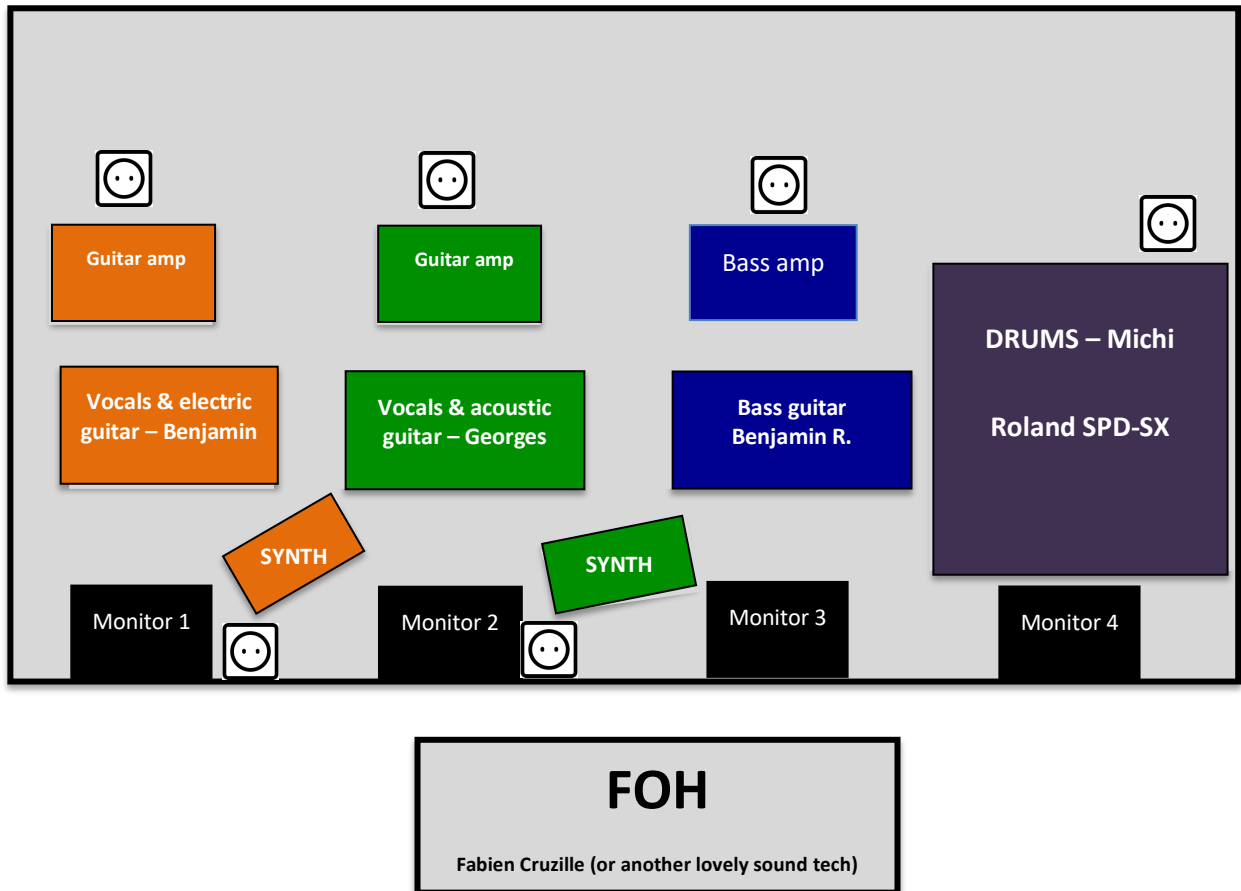 Guitar amp
Guitar amp
Bass amp
DRUMS – Michi
Roland SPD-SX
Vocals & electric
guitar – Benjamin
Vocals & acoustic
guitar – Georges
Bass guitar
Benjamin R.
SYNTH
SYNTH
Monitor 1
Monitor 2
Monitor 3
Monitor 4
FOH
Fabien Cruzille (or another lovely sound tech)